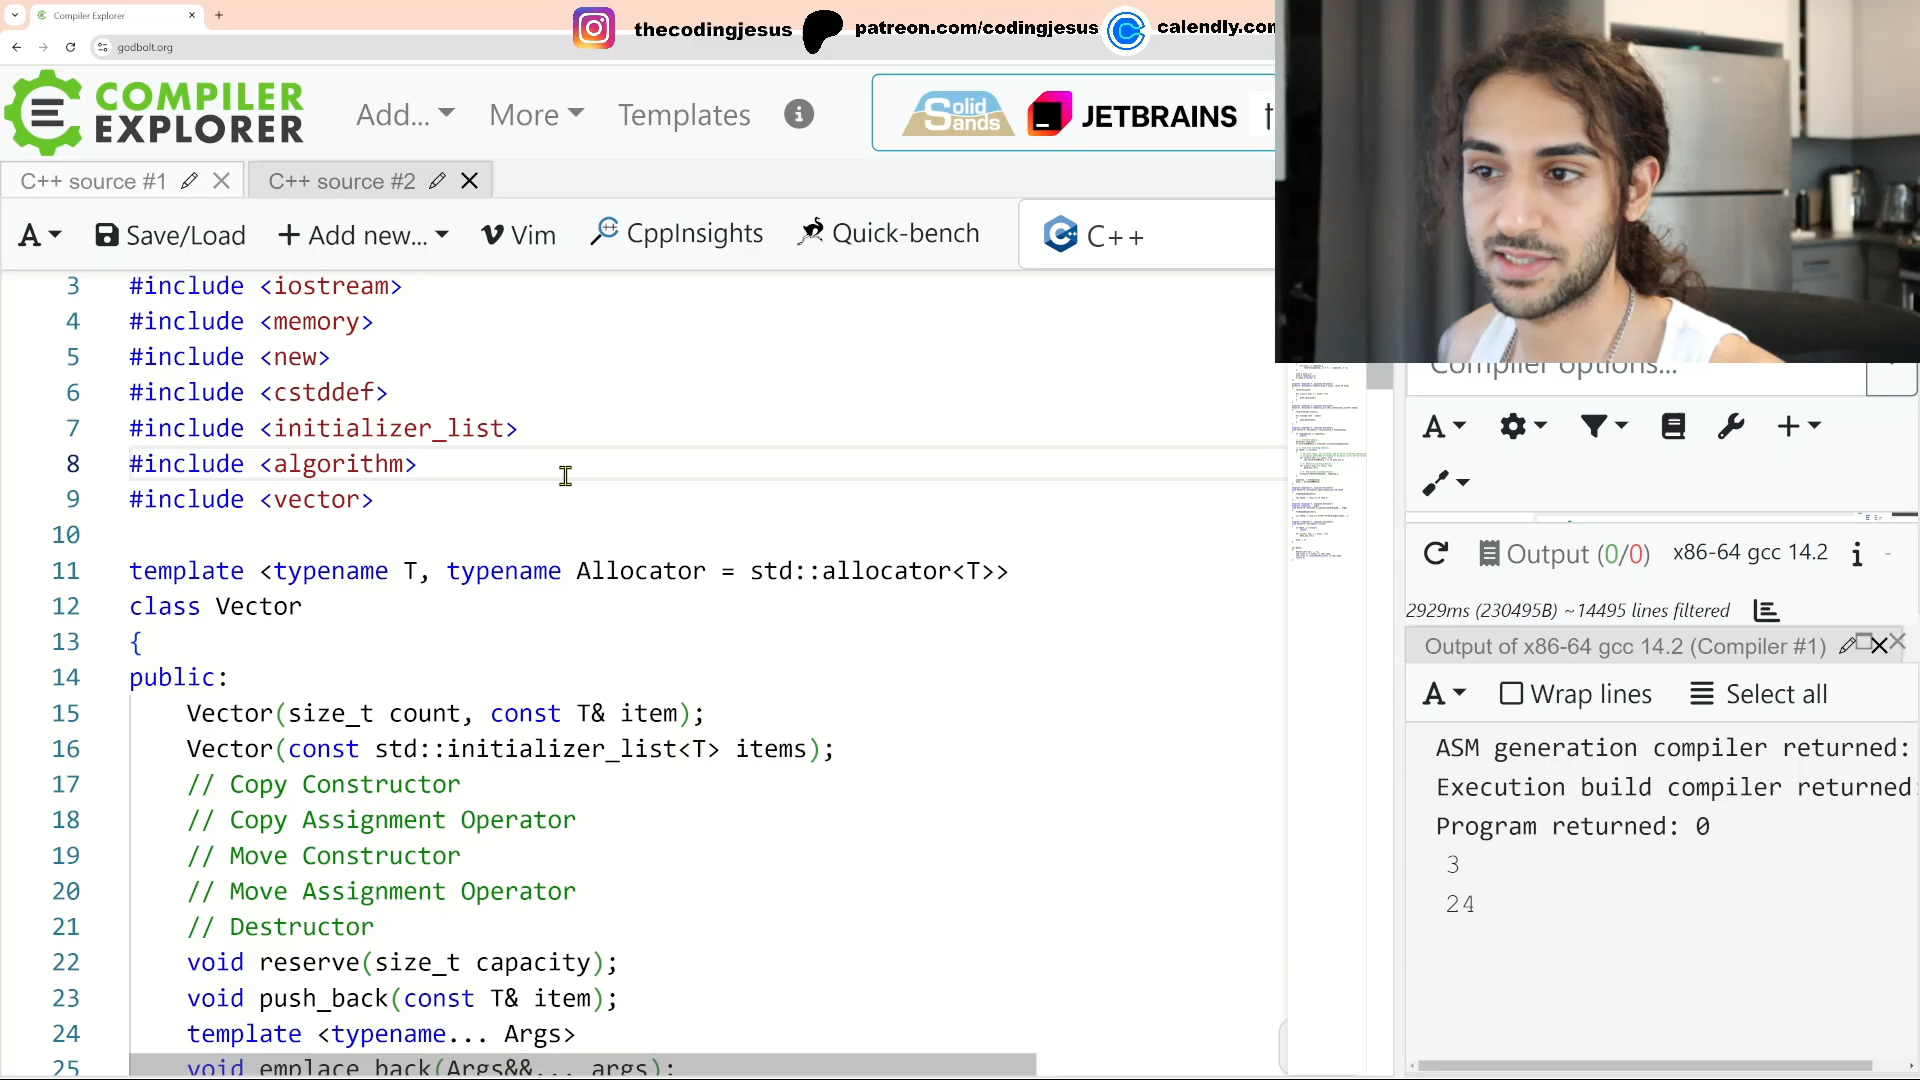 Compiler Explorer
godbolt.org
thecodingjesus
patreon.com/codingjesus
calendly.com
COMPILER
EXPLORER
Add...
More
Templates
Solid
Sands
JETBRAINS
C++ source #1
C++ source #2
A
Save/Load
+ Add new...
Vim
CppInsights
Quick-bench
C++
3 #include <iostream>
4 #include <memory>
5 #include <new>
6 #include <cstddef>
7 #include <initializer_list>
8 #include <algorithm>
9 #include <vector>
10
11 template <typename T, typename Allocator = std::allocator<T>>
12 class Vector
13 {
14 public:
15 Vector(size_t count, const T& item);
16 Vector(const std::initializer_list<T> items);
17 // Copy Constructor
18 // Copy Assignment Operator
19 // Move Constructor
20 // Move Assignment Operator
21 // Destructor
22 void reserve(size_t capacity);
23 void push_back(const T& item);
24 template <typename... Args>
25 void emplace_back(Args&&... args);
Compiler options...
A
Output (0/0) x86-64 gcc 14.2
2929ms (230495B) ~14495 lines filtered
Output of x86-64 gcc 14.2 (Compiler #1)
A Wrap lines Select all
ASM generation compiler returned:
Execution build compiler returned:
Program returned: 0
3
24